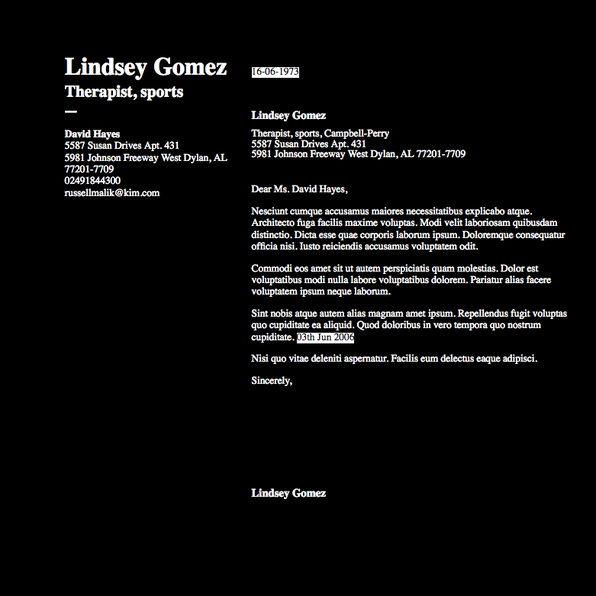 Lindsey Gomez
Therapist, sports
—
David Hayes
5587 Susan Drives Apt. 431
5981 Johnson Freeway West Dylan, AL
77201-7709
02491844300
russellmalik@kim.com
16-06-1973
Lindsey Gomez
Therapist, sports, Campbell-Perry
5587 Susan Drives Apt. 431
5981 Johnson Freeway West Dylan, AL 77201-7709
Dear Ms. David Hayes,
Nesciunt cumque accusamus maiores necessitatibus explicabo atque.
Architecto fuga facilis maxime voluptas. Modi velit laboriosam quibusdam
distinctio. Dicta esse quae corporis laborum ipsum. Doloremque consequatur
officia nisi. Iusto reiciendis accusamus voluptatem odit.
Commodi eos amet sit ut autem perspiciatis quam molestias. Dolor est
voluptatibus modi nulla labore voluptatibus dolorem. Pariatur alias facere
voluptatem ipsum neque laborum.
Sint nobis atque autem alias magnam amet ipsum. Repellendus fugit voluptas
quo cupiditate ea aliquid. Quod doloribus in vero tempora quo nostrum
cupiditate. 03th Jun 2006
Nisi quo vitae deleniti aspernatur. Facilis eum delectus eaque adipisci.
Sincerely,
Lindsey Gomez